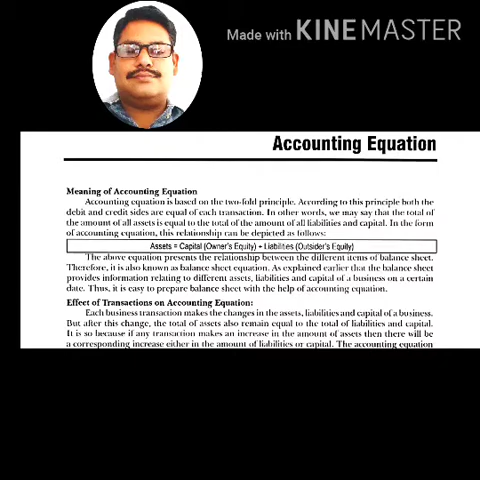 Made with KINEMASTER
Accounting Equation
Meaning of Accounting Equation
Accounting equation is based on the two-fold principle. According to this principle both the
debit and credit sides are equal of each transaction. In other words, we may say that the total of
the amount of all assets is equal to the total of the amount of all liabilities and capital. In the form
of accounting equation, this relationship can be depicted as follows:
Assets = Capital (Owner's Equity) + Liabilities (Outsider's Equity)
The above equation presents the relationship between the different items of balance sheet.
Therefore, it is also known as balance sheet equation. As explained earlier that the balance sheet
provides information relating to different assets, liabilities and capital of a business on a certain
date. Thus, it is easy to prepare balance sheet with the help of accounting equation.
Effect of Transactions on Accounting Equation:
Each business transaction makes the changes in the assets, liabilities and capital of a business.
But after this change, the total of assets also remain equal to the total of liabilities and capital.
It is so because if any transaction makes an increase in the amount of assets then there will be
a corresponding increase either in the amount of liabilities or capital. The accounting equation